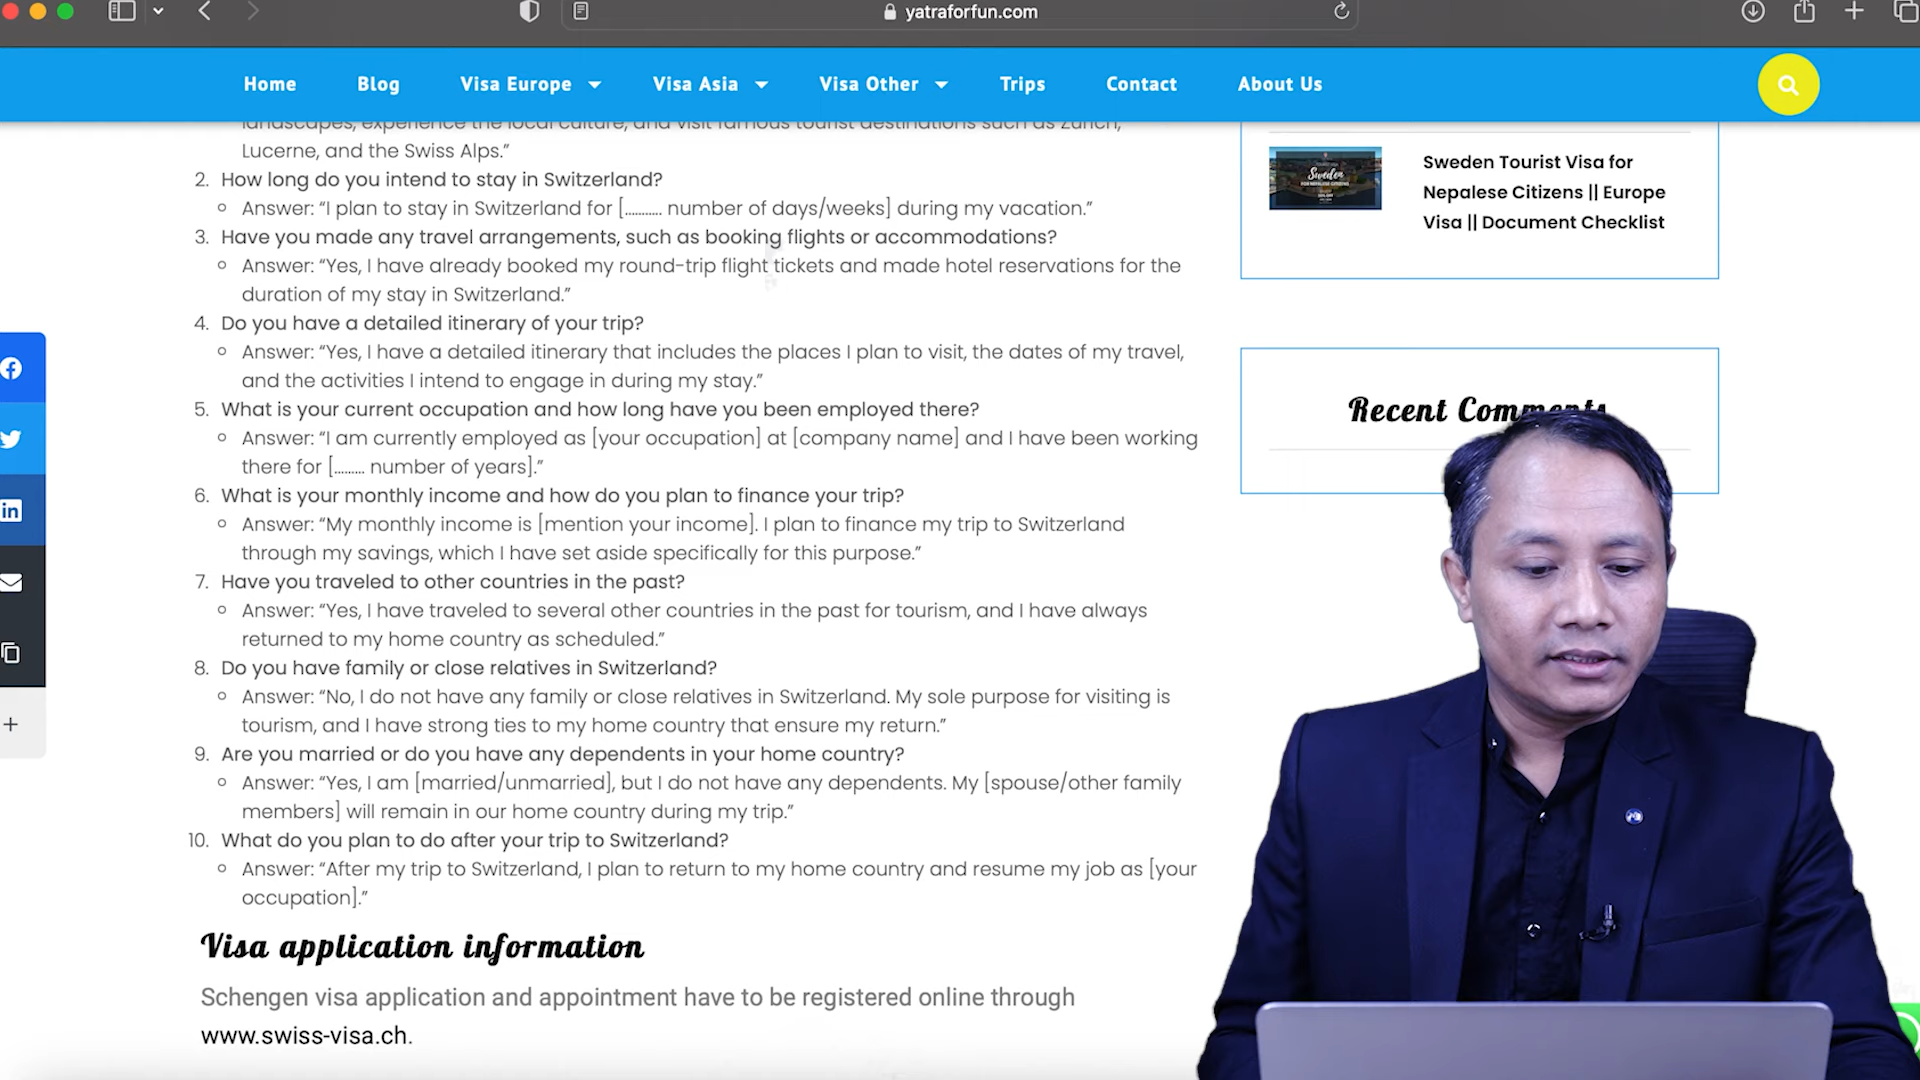 yatraforfun.com
Home Blog Visa Europe Visa Asia Visa Other Trips Contact About Us
landscapes, experience the local culture, and visit famous tourist destinations such as Zurich,
Lucerne, and the Swiss Alps.”
2. How long do you intend to stay in Switzerland?
Answer: “I plan to stay in Switzerland for [……….. number of days/weeks] during my vacation.”
3. Have you made any travel arrangements, such as booking flights or accommodations?
Answer: “Yes, I have already booked my round-trip flight tickets and made hotel reservations for the
duration of my stay in Switzerland.”
4. Do you have a detailed itinerary of your trip?
Answer: “Yes, I have a detailed itinerary that includes the places I plan to visit, the dates of my travel,
and the activities I intend to engage in during my stay.”
5. What is your current occupation and how long have you been employed there?
Answer: “I am currently employed as [your occupation] at [company name] and I have been working
there for [……… number of years].”
6. What is your monthly income and how do you plan to finance your trip?
Answer: “My monthly income is [mention your income]. I plan to finance my trip to Switzerland
through my savings, which I have set aside specifically for this purpose.”
7. Have you traveled to other countries in the past?
Answer: “Yes, I have traveled to several other countries in the past for tourism, and I have always
returned to my home country as scheduled.”
8. Do you have family or close relatives in Switzerland?
Answer: “No, I do not have any family or close relatives in Switzerland. My sole purpose for visiting is
tourism, and I have strong ties to my home country that ensure my return.”
9. Are you married or do you have any dependents in your home country?
Answer: “Yes, I am [married/unmarried], but I do not have any dependents. My [spouse/other family
members] will remain in our home country during my trip.”
10. What do you plan to do after your trip to Switzerland?
Answer: “After my trip to Switzerland, I plan to return to my home country and resume my job as [your
occupation].”
Visa application information
Schengen visa application and appointment have to be registered online through
www.swiss-visa.ch.
Sweden
Sweden Tourist Visa for
Nepalese Citizens || Europe
Visa || Document Checklist
Recent Comments